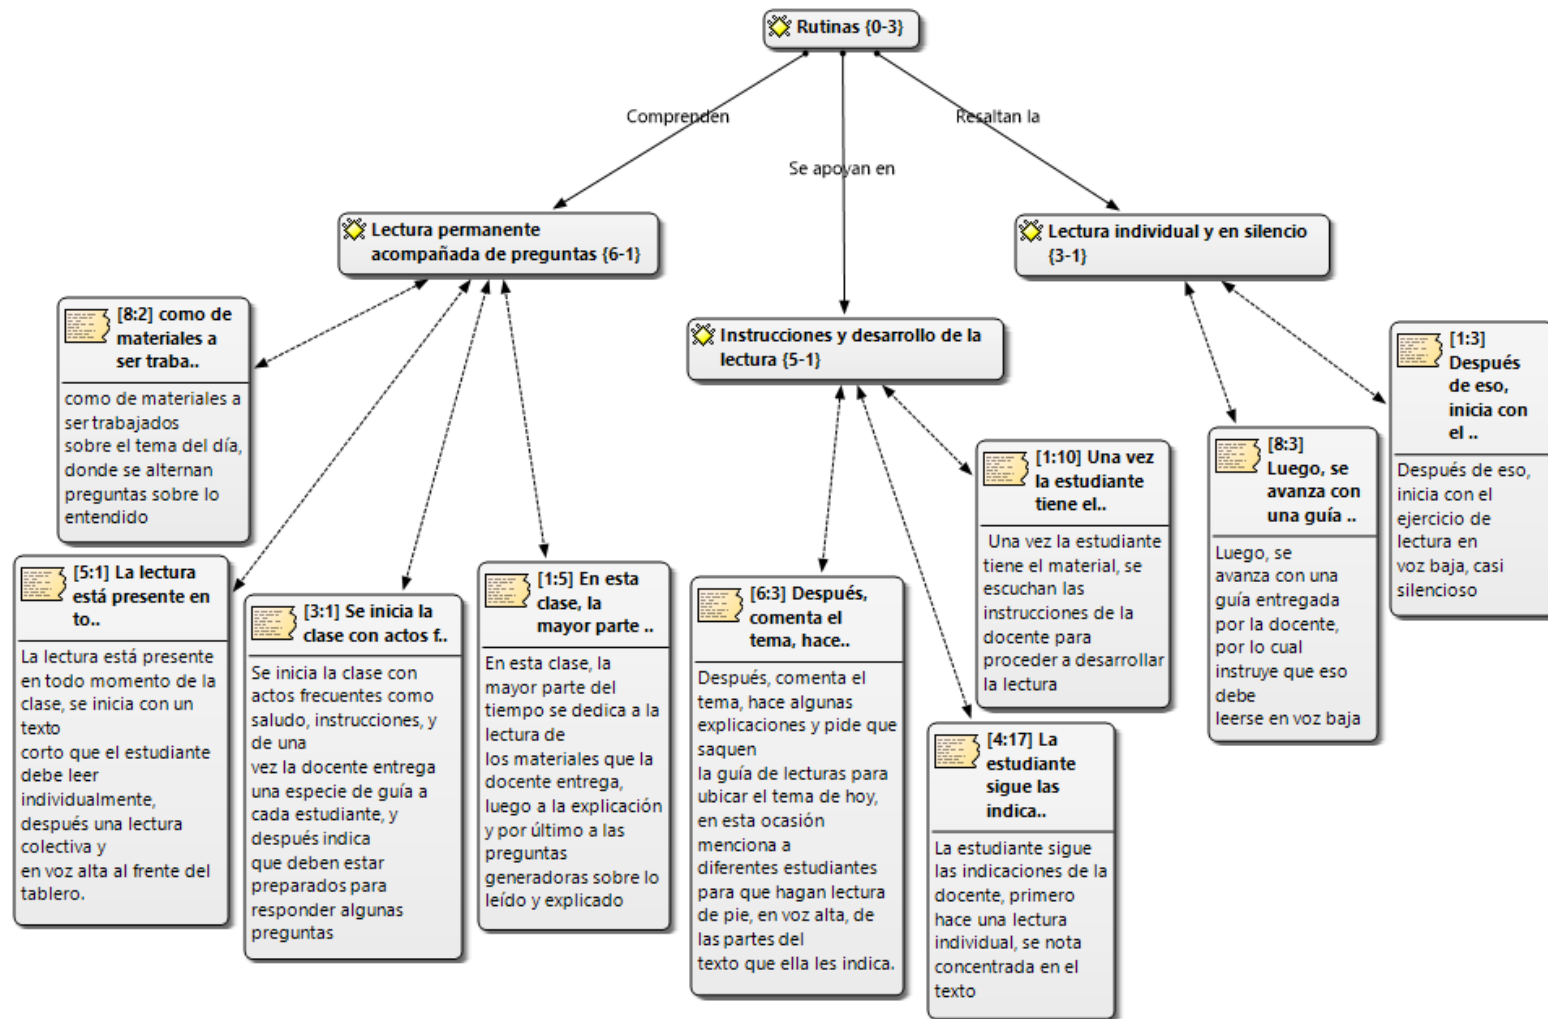 Rutinas {0-3}
Comprenden
Resaltan la
Se apoyan en
Lectura permanente
acompañada de preguntas {6-1}
Lectura individual y en silencio
{3-1}
Instrucciones y desarrollo de la
lectura {5-1}
[8:2] como de
materiales a
ser traba..
como de materiales a
ser trabajados
sobre el tema del día,
donde se alternan
preguntas sobre lo
entendido
[5:1] La lectura
está presente en
to..
La lectura está presente
en todo momento de la
clase, se inicia con un
texto
corto que el estudiante
debe leer
individualmente,
después una lectura
colectiva y
en voz alta al frente del
tablero.
[3:1] Se inicia la
clase con actos f..
Se inicia la clase con
actos frecuentes como
saludo, instrucciones, y
de una
vez la docente entrega
una especie de guía a
cada estudiante, y
después indica
que deben estar
preparados para
responder algunas
preguntas
[1:5] En esta
clase, la
mayor parte ..
En esta clase, la
mayor parte del
tiempo se dedica a la
lectura de
los materiales que la
docente entrega,
luego a la explicación
y por último a las
preguntas
generadoras sobre lo
leído y explicado
[6:3] Después,
comenta el
tema, hace..
Después, comenta el
tema, hace algunas
explicaciones y pide que
saquen
la guía de lecturas para
ubicar el tema de hoy,
en esta ocasión
menciona a
diferentes estudiantes
para que hagan lectura
de pie, en voz alta, de
las partes del
texto que ella les indica.
[1:10] Una vez
la estudiante
tiene el..
Una vez la estudiante
tiene el material, se
escuchan las
instrucciones de la
docente para
proceder a desarrollar
la lectura
[4:17] La
estudiante
sigue las
indica..
La estudiante sigue
las indicaciones de la
docente, primero
hace una lectura
individual, se nota
concentrada en el
texto
[8:3]
Luego, se
avanza con
una guía ..
Luego, se
avanza con una
guía entregada
por la docente,
por lo cual
instruye que eso
debe
leerse en voz baja
[1:3]
Después
de eso,
inicia con
el ..
Después de eso,
inicia con el
ejercicio de
lectura en
voz baja, casi
silencioso